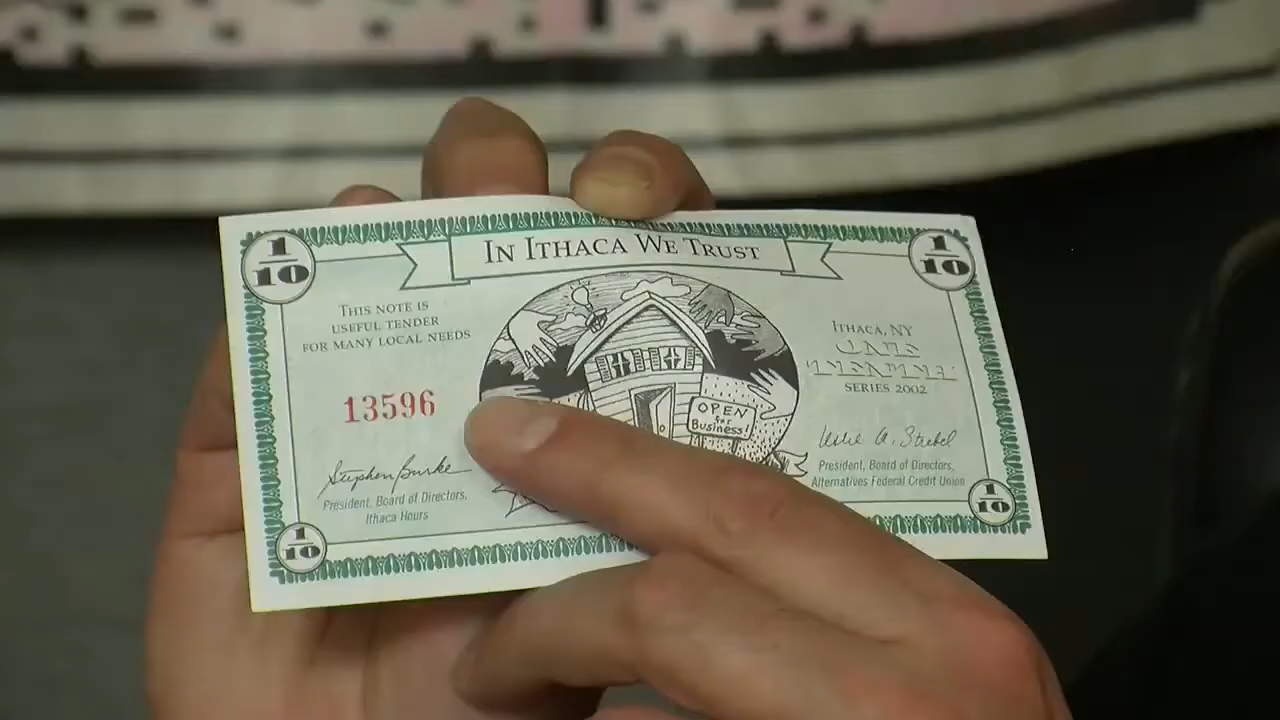 1/10
IN ITHACA WE TRUST
1/10
THIS NOTE IS
USEFUL TENDER
FOR MANY LOCAL NEEDS
13596
Stephen Burke
President, Board of Directors,
Ithaca Hours
1/10
OPEN
for
Business!
ITHACA, NY
ONE
TENTH
SERIES 2002
Leslie A. Strebel
President, Board of Directors,
Alternatives Federal Credit Union
1/10